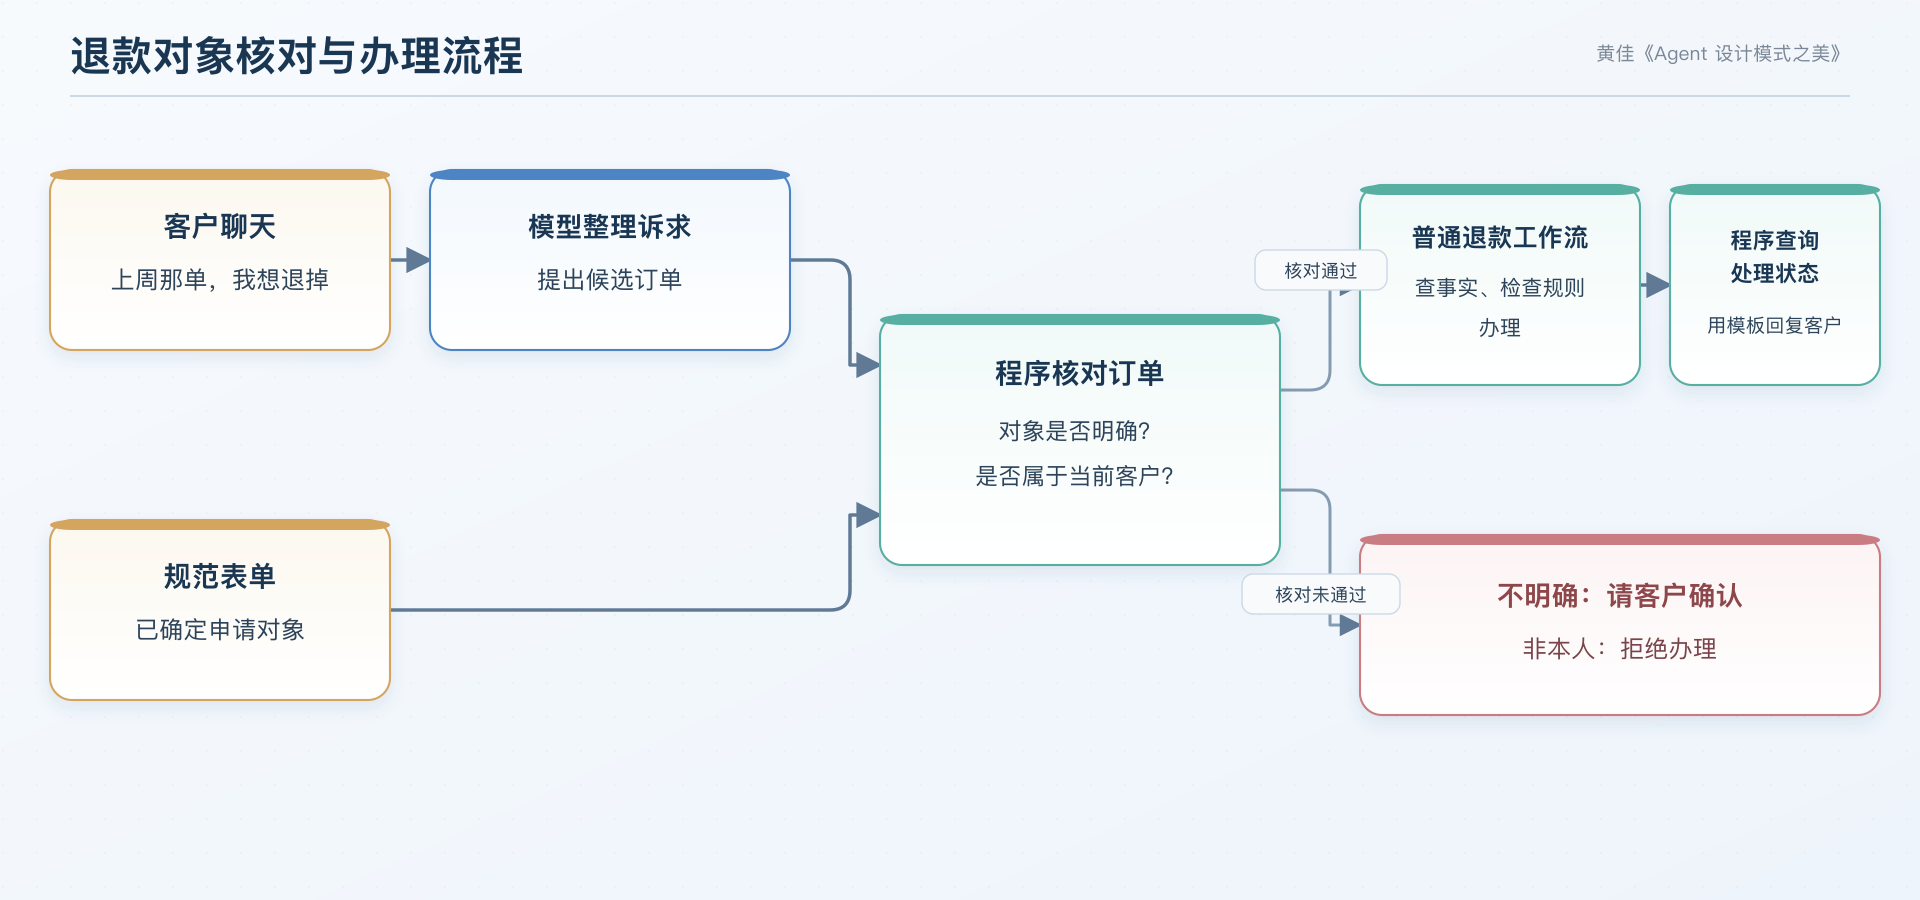 退款对象核对与办理流程
黄佳《Agent 设计模式之美》
客户聊天
上周那单，我想退掉
模型整理诉求
提出候选订单
规范表单
已确定申请对象
程序核对订单
对象是否明确？
是否属于当前客户？
核对通过
普通退款工作流
查事实、检查规则
办理
程序查询
处理状态
用模板回复客户
核对未通过
不明确：请客户确认
非本人：拒绝办理